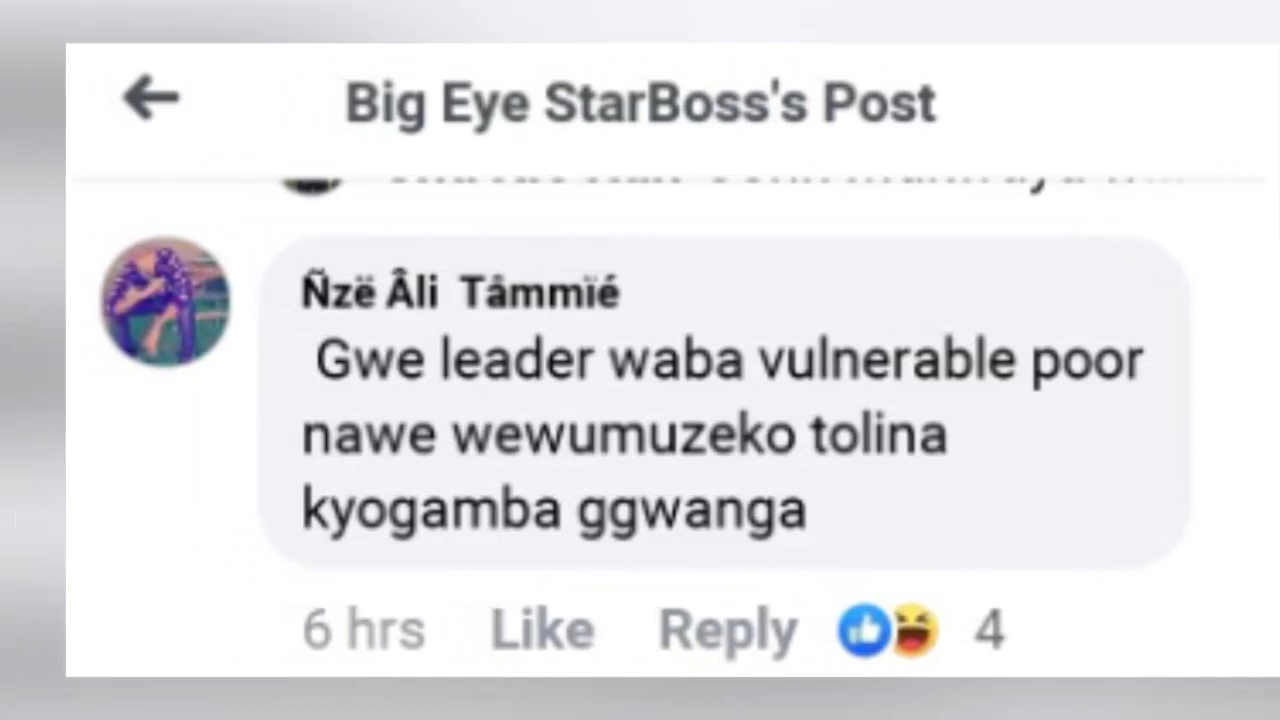 Big Eye StarBoss's Post
Ñzë Âli Tâmmïé
Gwe leader waba vulnerable poor
nawe wewumuzeko tolina
kyogamba ggwanga
6 hrs Like Reply 4